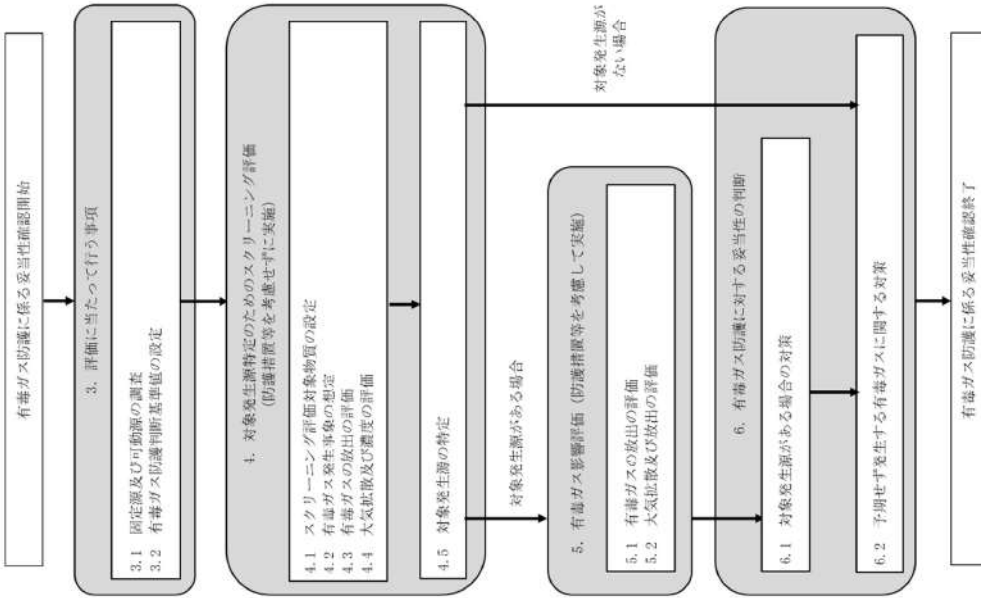 有毒ガス防護に係る妥当性確認開始
3. 評価に当たって行う事項
3.1 固定源及び可動源の調査
3.2 有毒ガス防護判断基準値の設定
4. 対象発生源特定のためのスクリーニング評価
(防護措置等を考慮せずに実施)
4.1 スクリーニング評価対象物質の設定
4.2 有毒ガス発生事象の想定
4.3 有毒ガスの放出の評価
4.4 大気拡散及び濃度の評価
4.5 対象発生源の特定
対象発生源がある場合
対象発生源が
ない場合
5. 有毒ガス影響評価(防護措置等を考慮して実施)
5.1 有毒ガスの放出の評価
5.2 大気拡散及び放出の評価
6. 有毒ガス防護に対する妥当性の判断
6.1 対象発生源がある場合の対策
6.2 予期せず発生する有毒ガスに関する対策
有毒ガス防護に係る妥当性確認終了